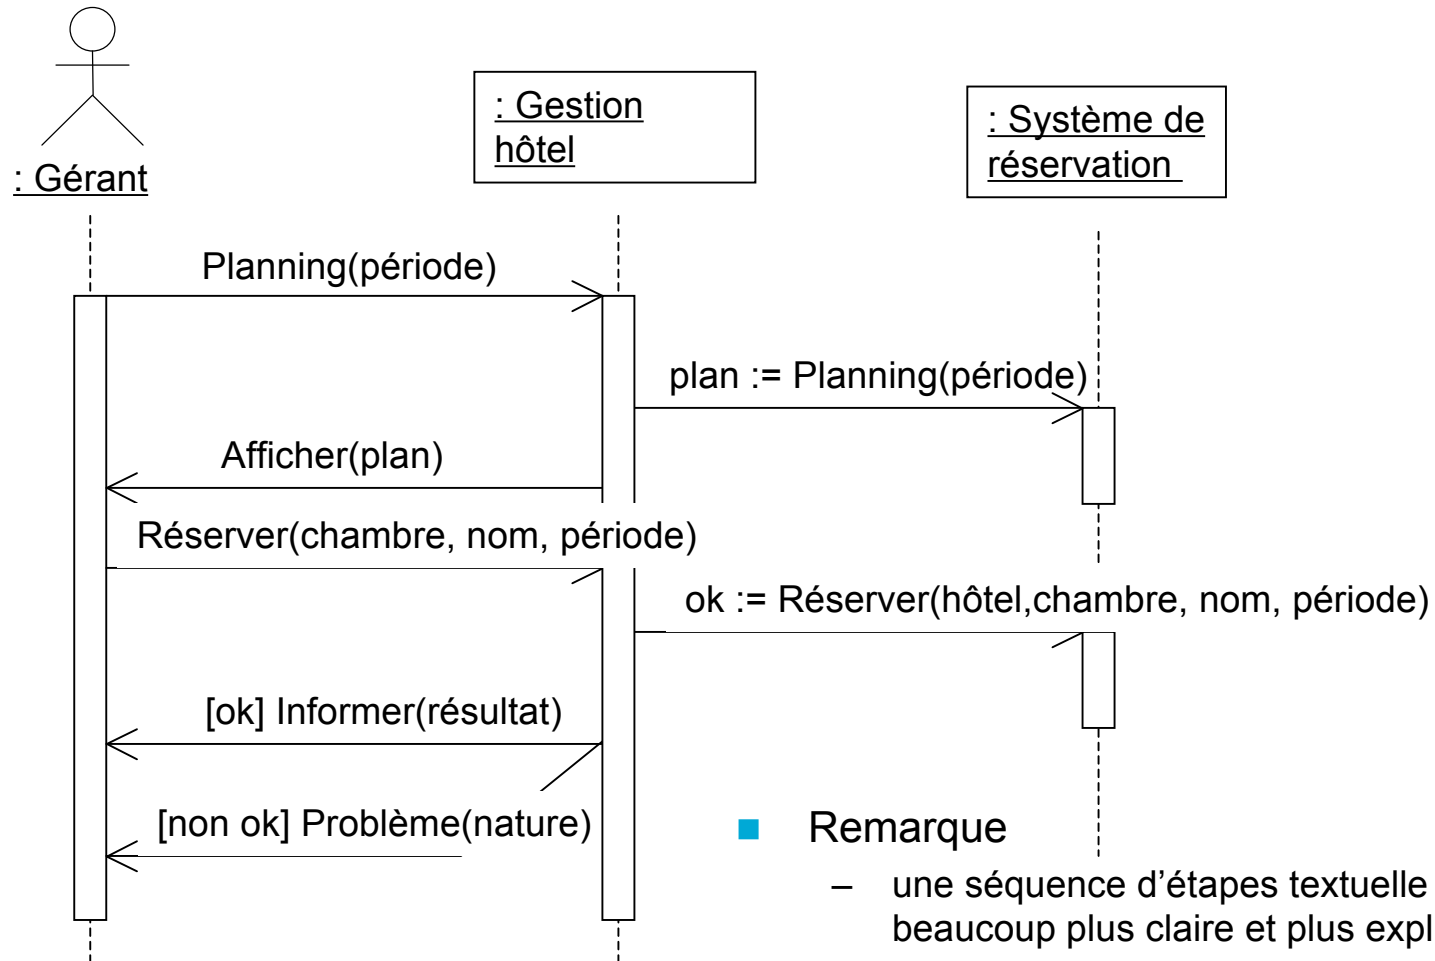 : Gérant
: Gestion
hôtel
: Système de
réservation
Planning(période)
plan := Planning(période)
Afficher(plan)
Réserver(chambre, nom, période)
ok := Réserver(hôtel,chambre, nom, période)
[ok] Informer(résultat)
[non ok] Problème(nature)
Remarque
– une séquence d’étapes textuelle
beaucoup plus claire et plus expl